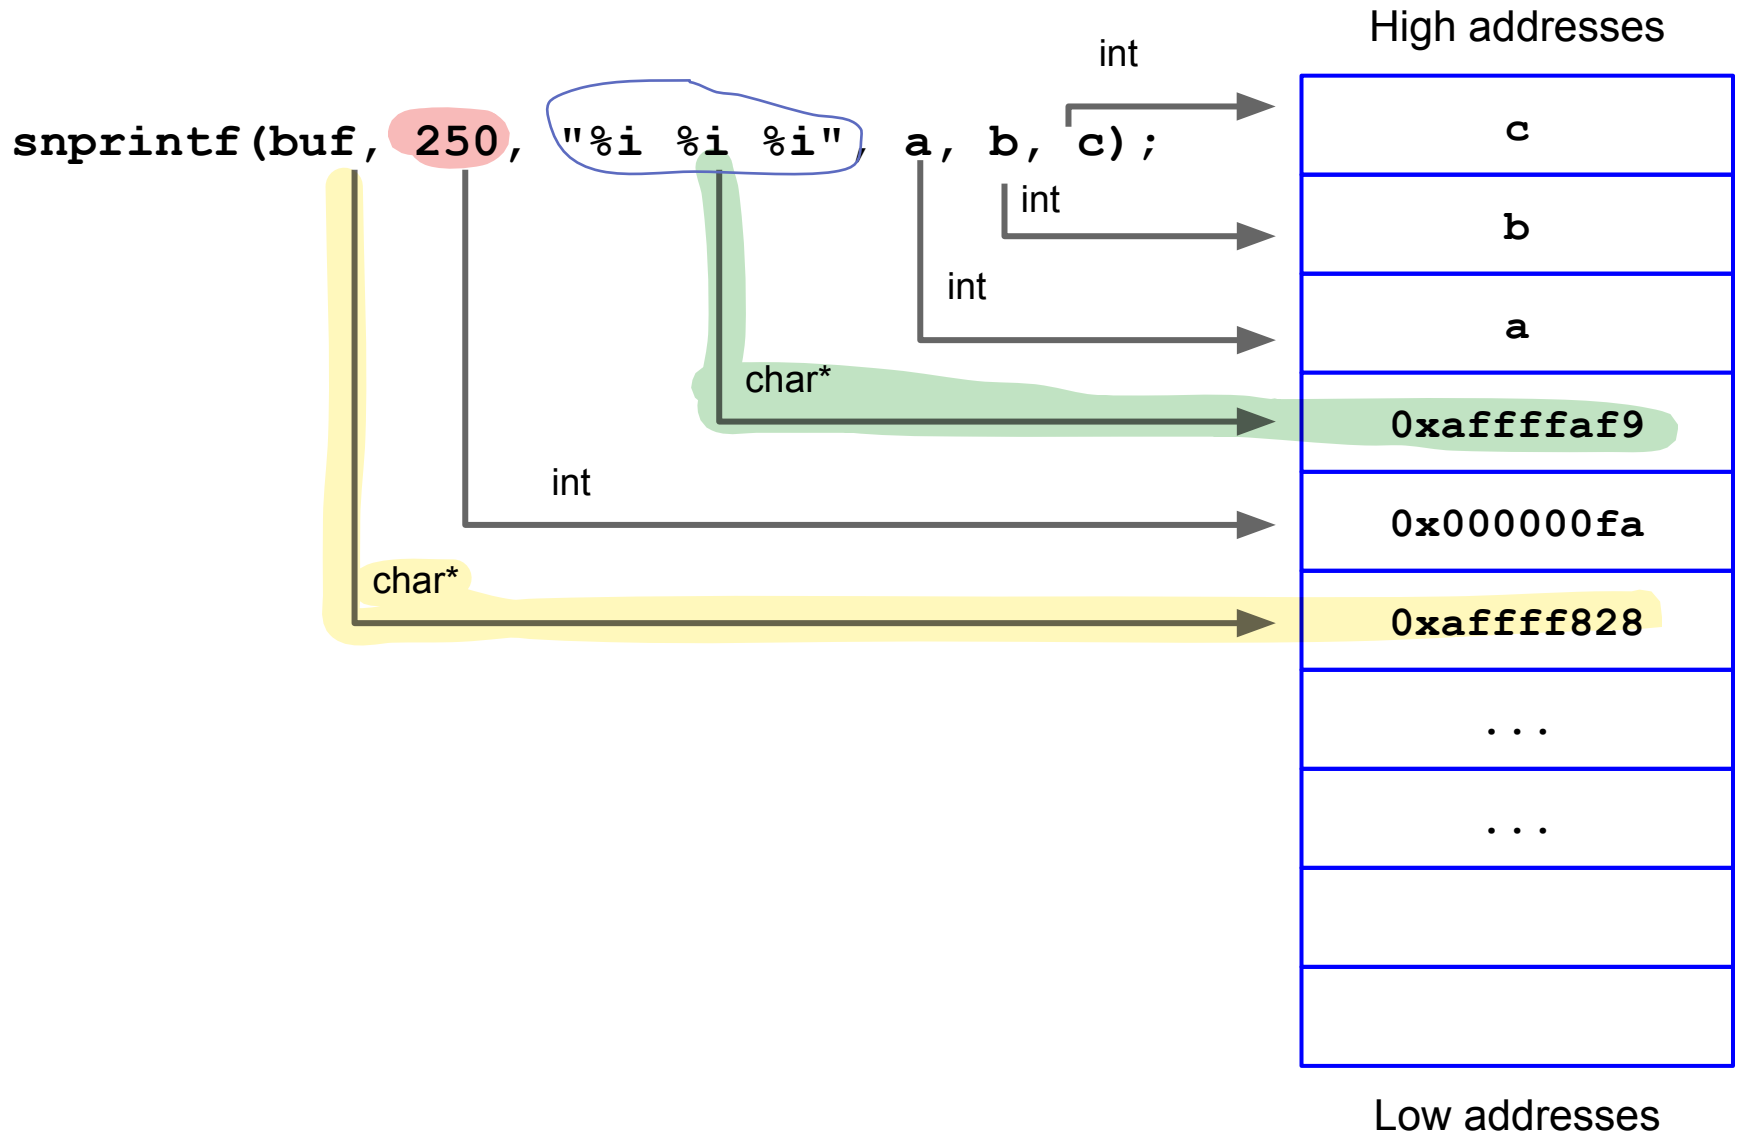 High addresses
int
snprintf(buf, 250, "%i %i %i", a, b, c);
c
int
b
int
a
char*
0xaffffaf9
int
0x000000fa
char*
0xaffff828
...
...
Low addresses